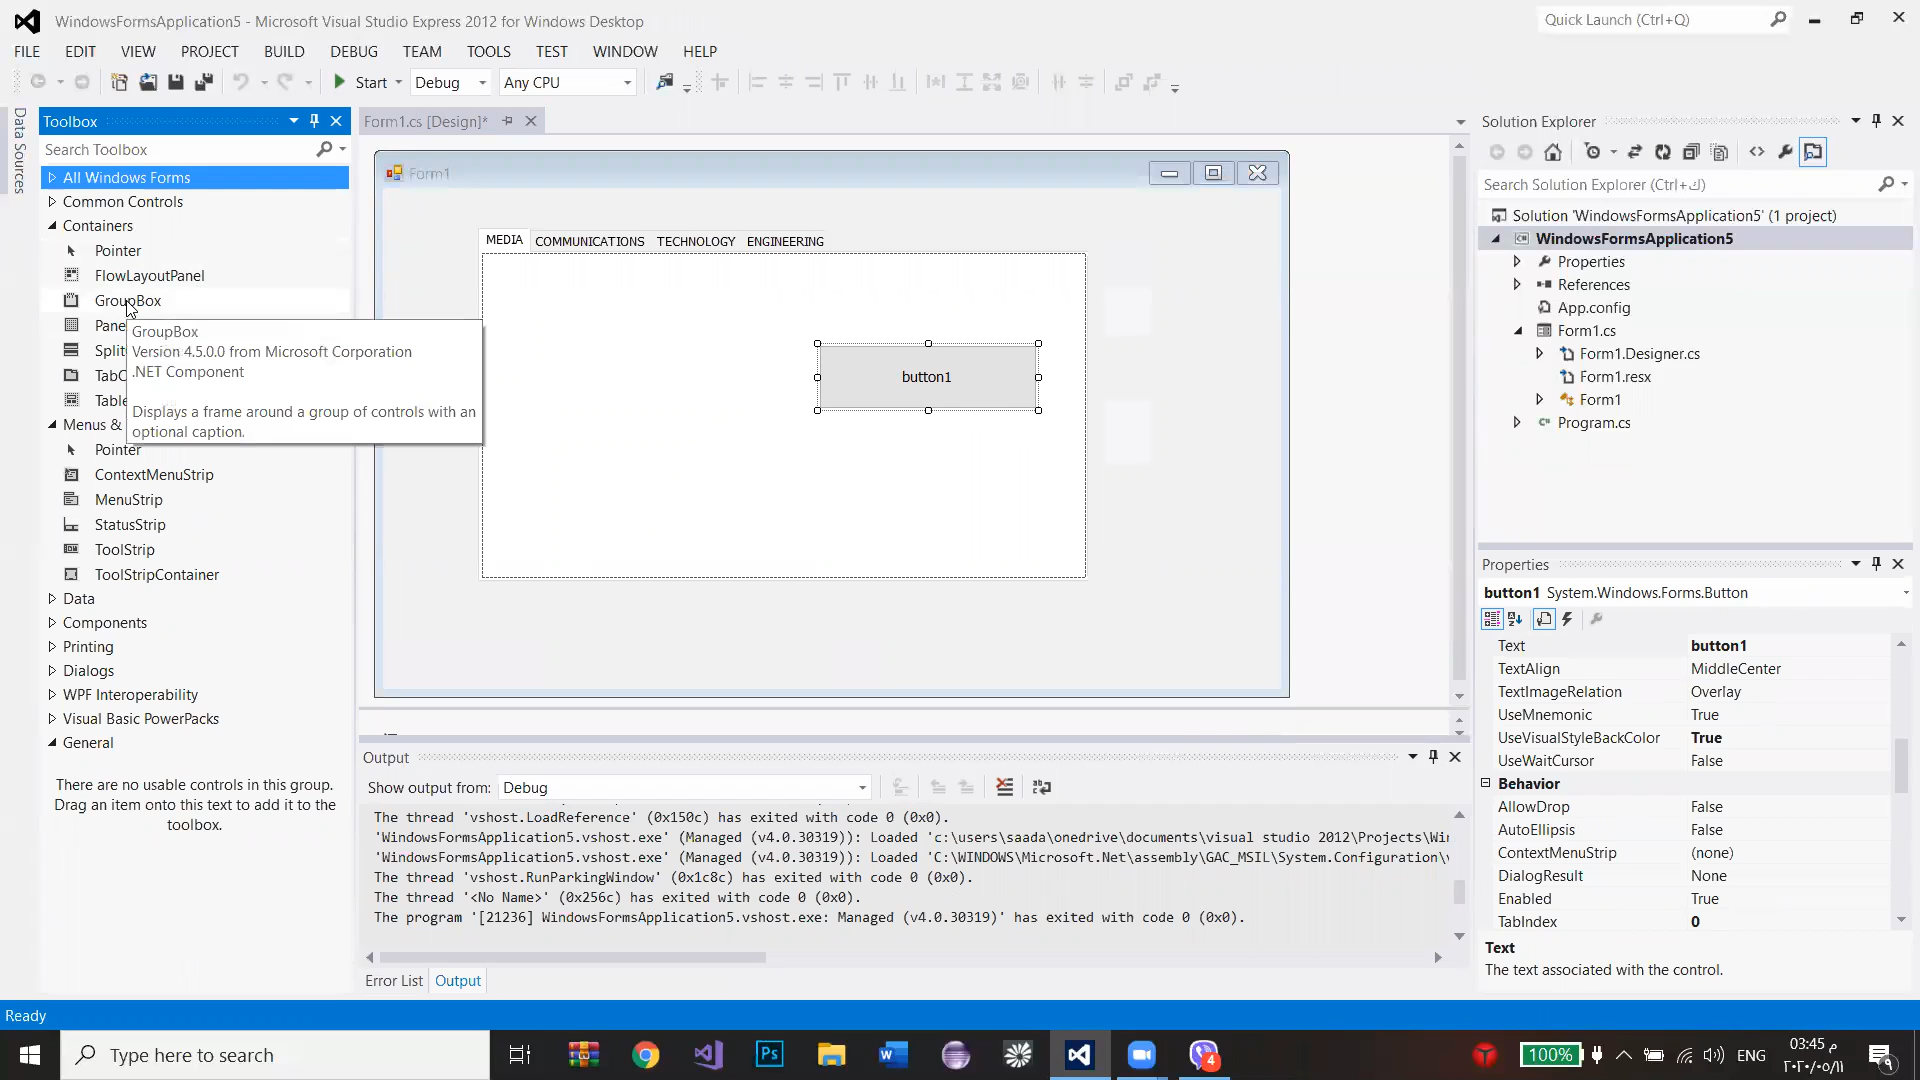 WindowsFormsApplication5 - Microsoft Visual Studio Express 2012 for Windows Desktop
Quick Launch (Ctrl+Q)
FILE EDIT VIEW PROJECT BUILD DEBUG TEAM TOOLS TEST WINDOW HELP
Start Debug Any CPU
Data Sources
Toolbox
Search Toolbox
All Windows Forms
Common Controls
Containers
Pointer
FlowLayoutPanel
GroupBox
Pane
Split
TabC
Table
GroupBox
Version 4.5.0.0 from Microsoft Corporation
.NET Component
Displays a frame around a group of controls with an
optional caption.
Menus &
Pointer
ContextMenuStrip
MenuStrip
StatusStrip
ToolStrip
ToolStripContainer
Data
Components
Printing
Dialogs
WPF Interoperability
Visual Basic PowerPacks
General
There are no usable controls in this group.
Drag an item onto this text to add it to the
toolbox.
Form1.cs [Design]*
Form1
MEDIA COMMUNICATIONS TECHNOLOGY ENGINEERING
button1
Output
Show output from: Debug
The thread 'vshost.LoadReference' (0x150c) has exited with code 0 (0x0).
'WindowsFormsApplication5.vshost.exe' (Managed (v4.0.30319)): Loaded 'c:\users\saada\onedrive\documents\visual studio 2012\Projects\Wi
'WindowsFormsApplication5.vshost.exe' (Managed (v4.0.30319)): Loaded 'C:\WINDOWS\Microsoft.Net\assembly\GAC_MSIL\System.Configuration\
The thread 'vshost.RunParkingWindow' (0x1c8c) has exited with code 0 (0x0).
The thread '<No Name>' (0x256c) has exited with code 0 (0x0).
The program '[21236] WindowsFormsApplication5.vshost.exe: Managed (v4.0.30319)' has exited with code 0 (0x0).
Error List Output
Solution Explorer
Search Solution Explorer (Ctrl+ك)
Solution 'WindowsFormsApplication5' (1 project)
WindowsFormsApplication5
Properties
References
App.config
Form1.cs
Form1.Designer.cs
Form1.resx
Form1
Program.cs
Properties
button1 System.Windows.Forms.Button
Text button1
TextAlign MiddleCenter
TextImageRelation Overlay
UseMnemonic True
UseVisualStyleBackColor True
UseWaitCursor False
Behavior
AllowDrop False
AutoEllipsis False
ContextMenuStrip (none)
DialogResult None
Enabled True
TabIndex 0
Text
The text associated with the control.
Ready
Type here to search
Ps
4
100%
ENG
03:45 م
٢٠٢٠/٠٥/١١
٩